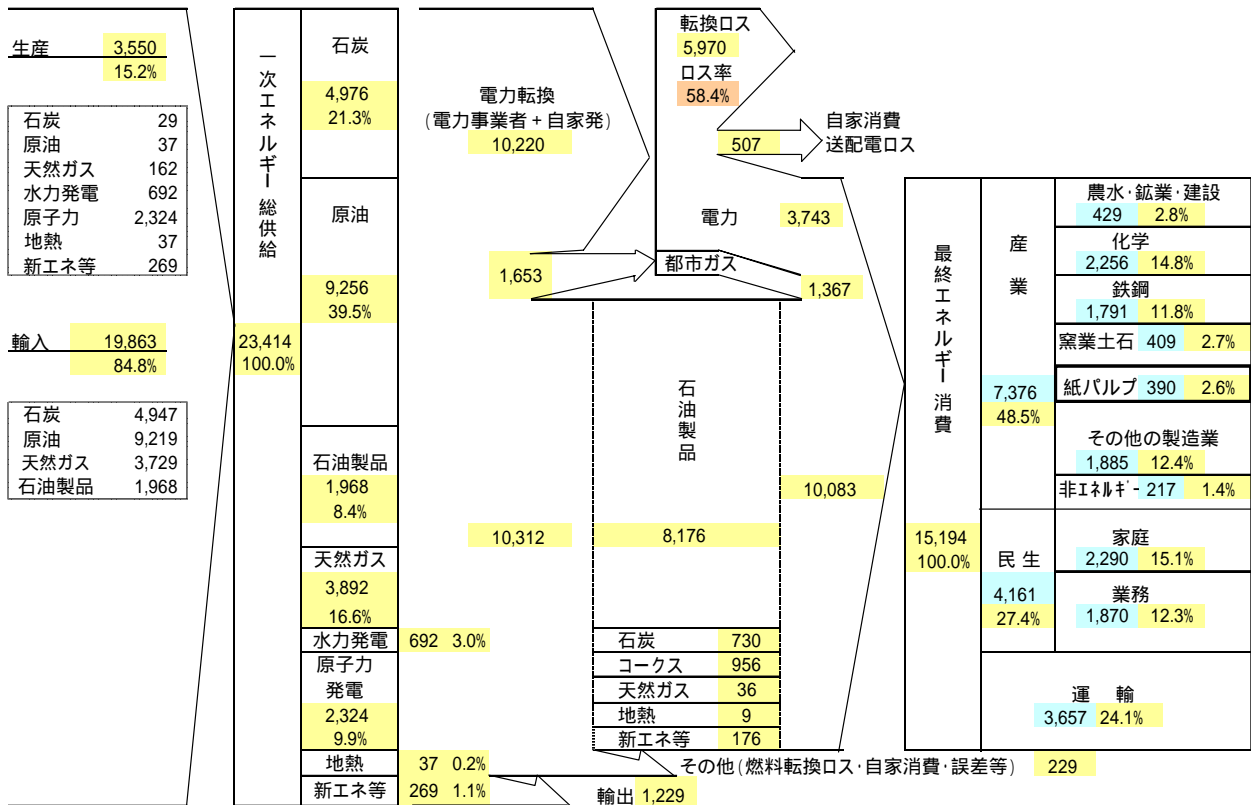 生産 3,550
15.2%
石炭 29
原油 37
天然ガス 162
水力発電 692
原子力 2,324
地熱 37
新エネ等 269
輸入 19,863
84.8%
石炭 4,947
原油 9,219
天然ガス 3,729
石油製品 1,968
一次エネルギー総供給
23,414
100.0%
石炭
4,976
21.3%
原油
9,256
39.5%
石油製品
1,968
8.4%
天然ガス
3,892
16.6%
水力発電 692 3.0%
原子力
発電
2,324
9.9%
地熱 37 0.2%
新エネ等 269 1.1%
電力転換
(電力事業者+自家発)
10,220
1,653
10,312
転換ロス
5,970
ロス率
58.4%
507
自家消費
送配電ロス
電力 3,743
都市ガス
1,367
石油製品
8,176
10,083
石炭 730
コークス 956
天然ガス 36
地熱 9
新エネ等 176
その他(燃料転換ロス・自家消費・誤差等) 229
輸出 1,229
最終エネルギー消費
15,194
100.0%
産業
7,376
48.5%
農水・鉱業・建設
429 2.8%
化学
2,256 14.8%
鉄鋼
1,791 11.8%
窯業土石 409 2.7%
紙パルプ 390 2.6%
その他の製造業
1,885 12.4%
非エネルギー 217 1.4%
民生
4,161
27.4%
家庭
2,290 15.1%
業務
1,870 12.3%
運輸
3,657 24.1%